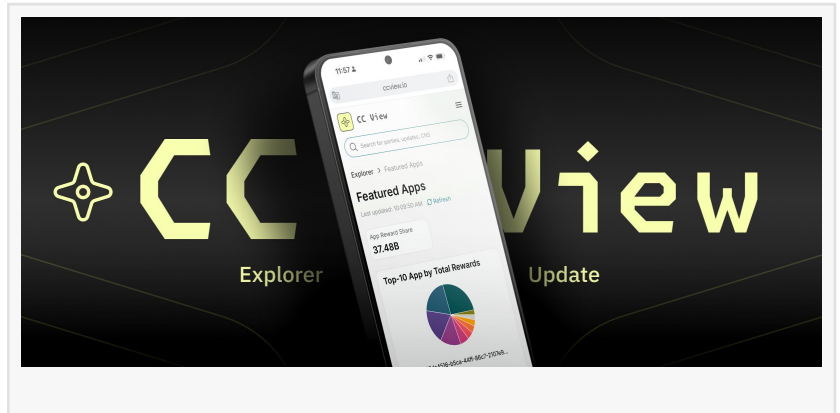 CC View
Explorer
Update
11:57
ccview.io
CC View
Search for parties, updates, CNS
Explorer > Featured Apps
Featured Apps
Last updated: 10:09:50 AM Refresh
App Reward Share
37.48B
Top-10 App by Total Rewards